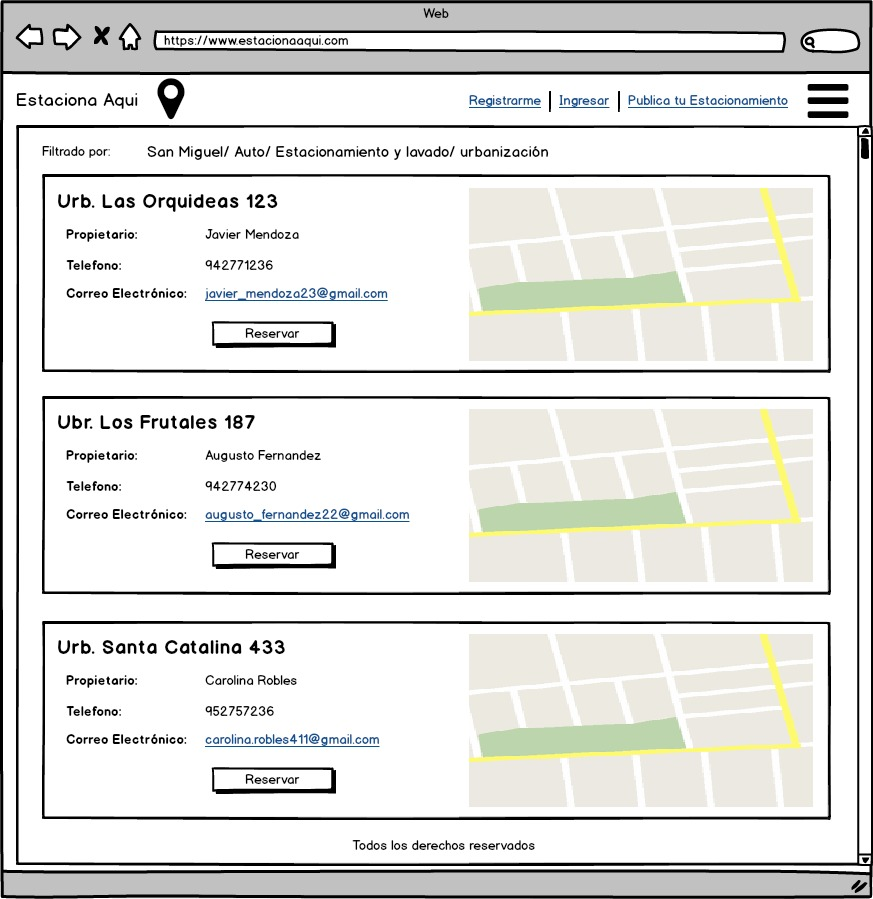 Web
https://www.estacionaaqui.com
Estaciona Aqui
Registrarme Ingresar Publica tu Estacionamiento
Filtrado por: San Miguel/ Auto/ Estacionamiento y lavado/ urbanización
Urb. Las Orquideas 123
Propietario: Javier Mendoza
Telefono: 942771236
Correo Electrónico: javier_mendoza23@gmail.com
Reservar
Ubr. Los Frutales 187
Propietario: Augusto Fernandez
Telefono: 942774230
Correo Electrónico: augusto_fernandez22@gmail.com
Reservar
Urb. Santa Catalina 433
Propietario: Carolina Robles
Telefono: 952757236
Correo Electrónico: carolina.robles411@gmail.com
Reservar
Todos los derechos reservados